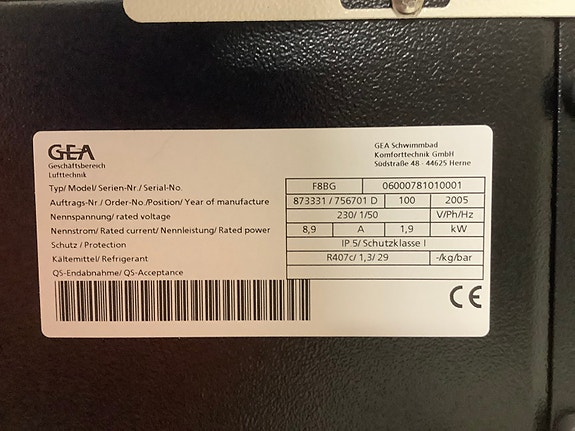 GEA
Geschäftsbereich
Lufttechnik
GEA Schwimmbad
Komforttechnik GmbH
Südstraße 48 - 44625 Herne
Typ/ Model/ Serien-Nr./ Serial-No. F8BG 06000781010001
Auftrags-Nr./ Order-No./Position/ Year of manufacture 873331 / 756701 D 100 2005
Nennspannung/ rated voltage 230/ 1/50 V/Ph/Hz
Nennstrom/ Rated current/ Nennleistung/ Rated power 8,9 A 1,9 kW
Schutz / Protection IP 5/ Schutzklasse I
Kältemittel/ Refrigerant R407c/ 1,3/ 29 -/kg/bar
QS-Endabnahme/ QS-Acceptance
CE